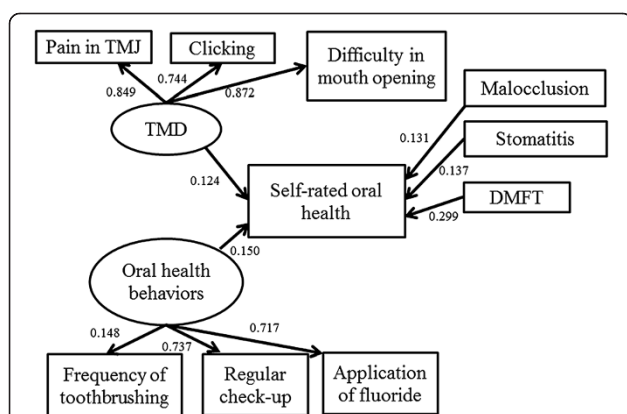 Pain in TMJ
Clicking
Difficulty in
mouth opening
0.849
0.744
0.872
TMD
Malocclusion
Stomatitis
DMFT
0.131
0.137
0.299
0.124
Self-rated oral
health
0.150
Oral health
behaviors
0.148
0.737
0.717
Frequency of
toothbrushing
Regular
check-up
Application
of fluoride